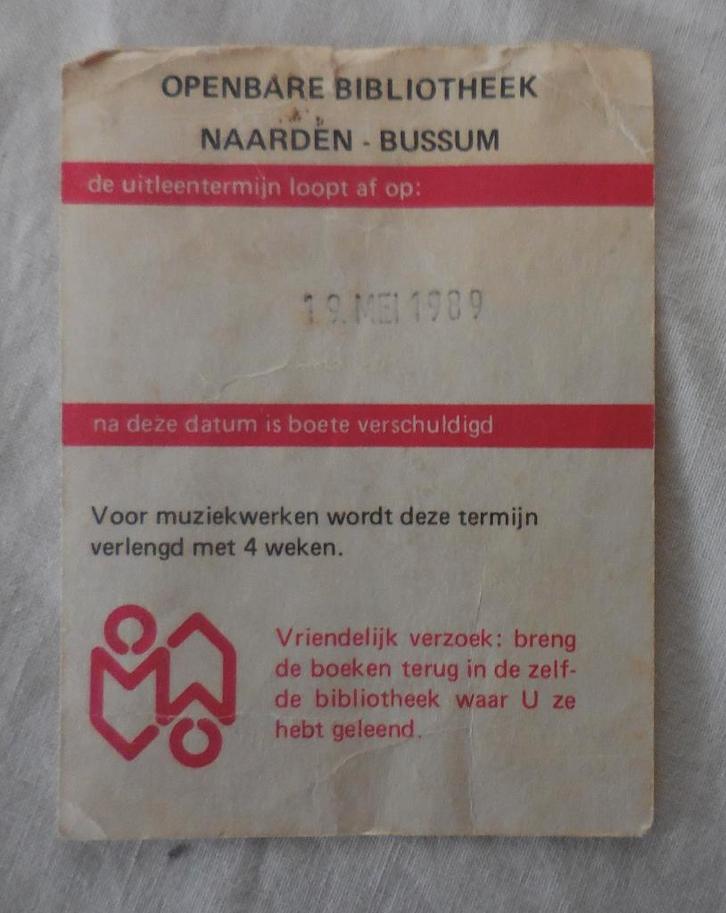 OPENBARE BIBLIOTHEEK
NAARDEN - BUSSUM
de uitleentermijn loopt af op:
19. MEI 1989
na deze datum is boete verschuldigd
Voor muziekwerken wordt deze termijn
verlengd met 4 weken.
Vriendelijk verzoek: breng
de boeken terug in de zelf-
de bibliotheek waar U ze
hebt geleend.